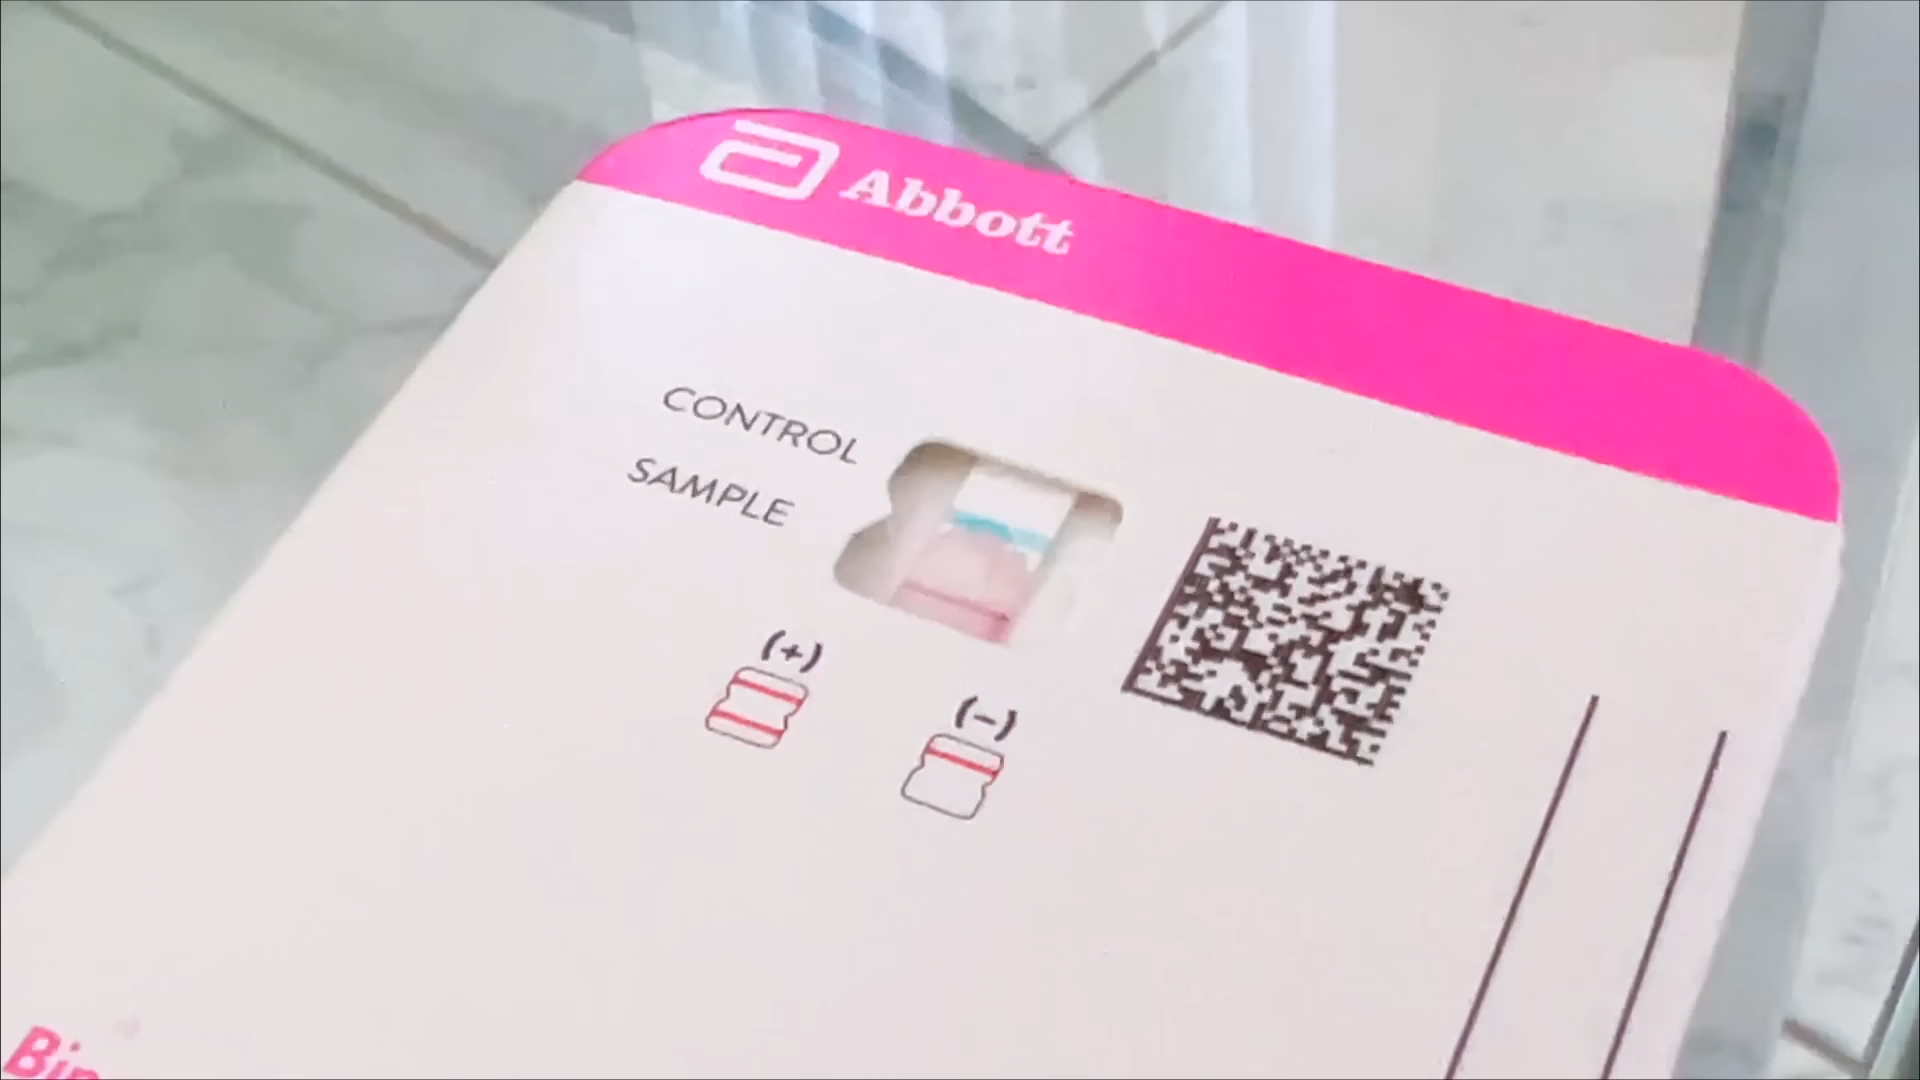 Abbott
CONTROL
SAMPLE
(+)
(-)